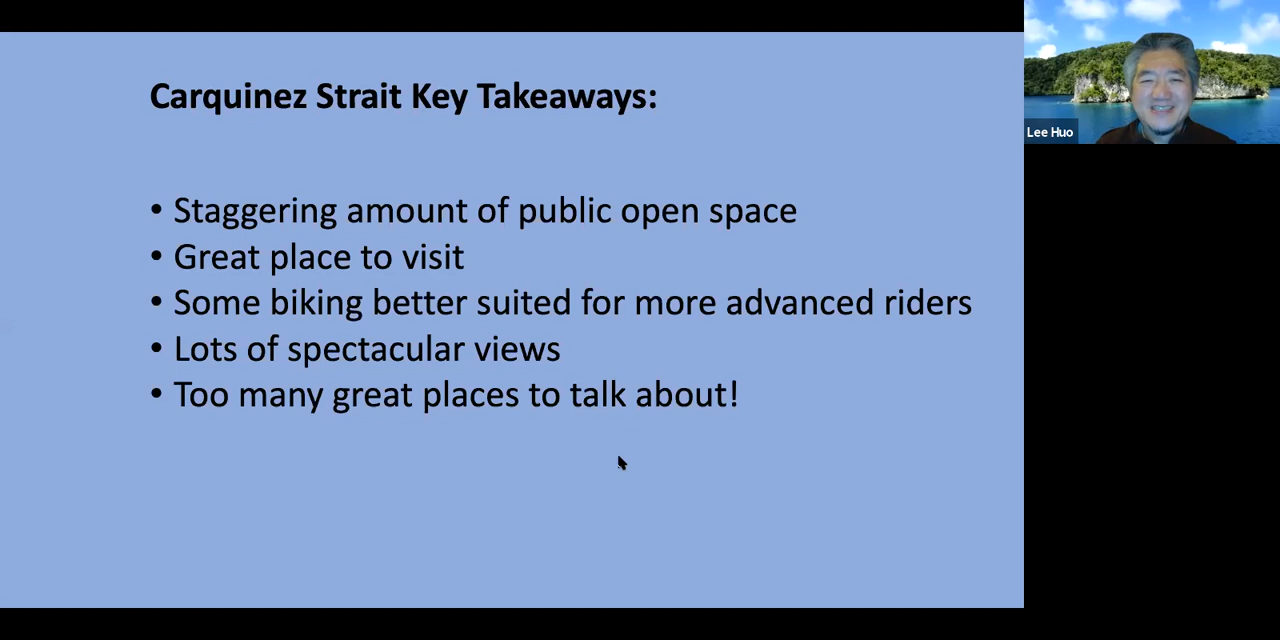 Carquinez Strait Key Takeaways:
• Staggering amount of public open space
• Great place to visit
• Some biking better suited for more advanced riders
• Lots of spectacular views
• Too many great places to talk about!
Lee Huo